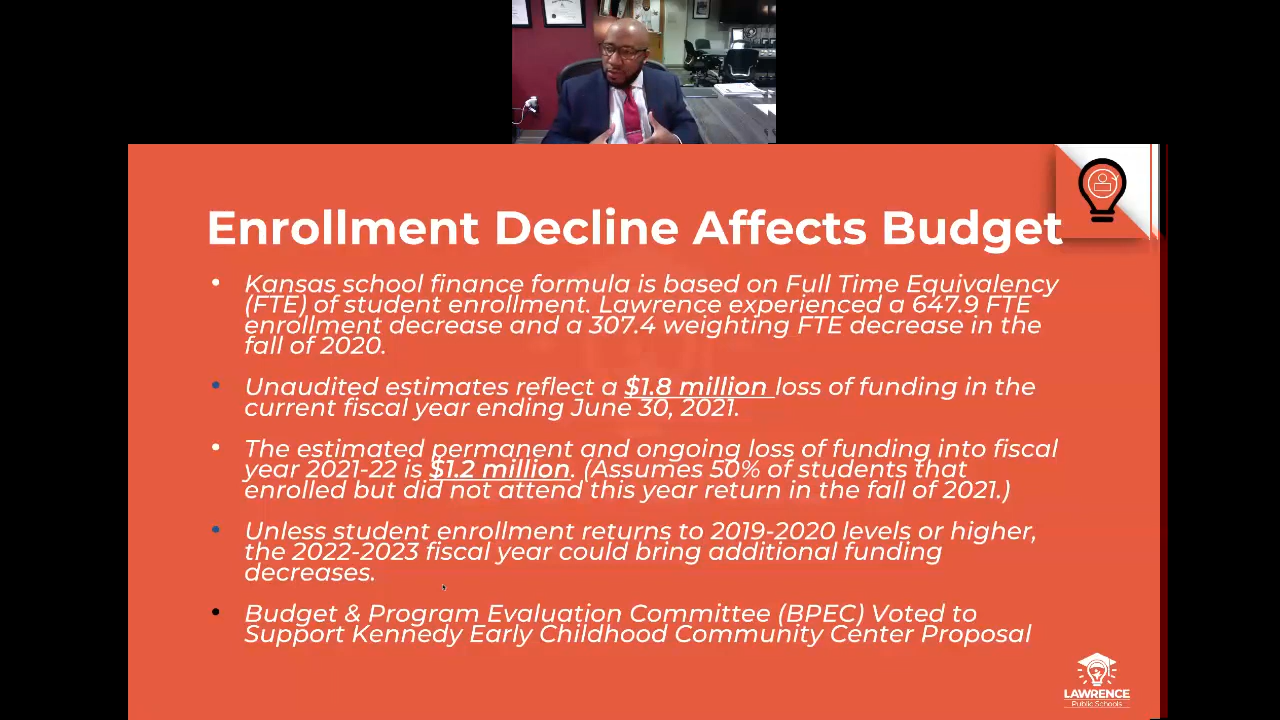 Enrollment Decline Affects Budget
• Kansas school finance formula is based on Full Time Equivalency
(FTE) of student enrollment. Lawrence experienced a 647.9 FTE
enrollment decrease and a 307.4 weighting FTE decrease in the
fall of 2020.
• Unaudited estimates reflect a $1.8 million loss of funding in the
current fiscal year ending June 30, 2021.
• The estimated permanent and ongoing loss of funding into fiscal
year 2021-22 is $1.2 million. (Assumes 50% of students that
enrolled but did not attend this year return in the fall of 2021.)
• Unless student enrollment returns to 2019-2020 levels or higher,
the 2022-2023 fiscal year could bring additional funding
decreases.
• Budget & Program Evaluation Committee (BPEC) Voted to
Support Kennedy Early Childhood Community Center Proposal
LAWRENCE
Public Schools